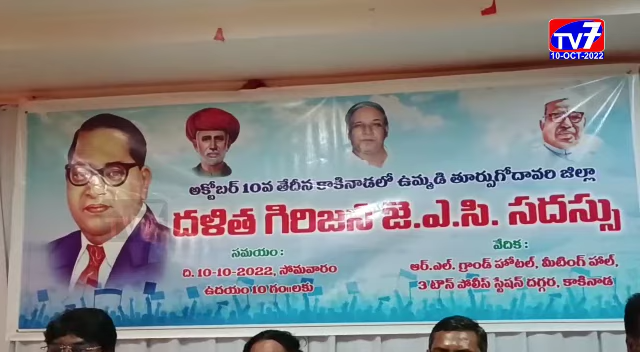 TV7
10-OCT-2022
అక్టోబర్ 10వ తేదీన కాకినాడలో ఉమ్మడి తూర్పుగోదావరి జిల్లా
దళిత గిరిజన జె.ఎ.సి. సదస్సు
సమయం :
ది. 10-10-2022, సోమవారం
ఉదయం 10 గం॥లకు
వేదిక :
ఆర్.ఎల్. గ్రాండ్ హోటల్, మీటింగ్ హాల్,
3 టౌన్ పోలీస్ స్టేషన్ దగ్గర, కాకినాడ
TV7